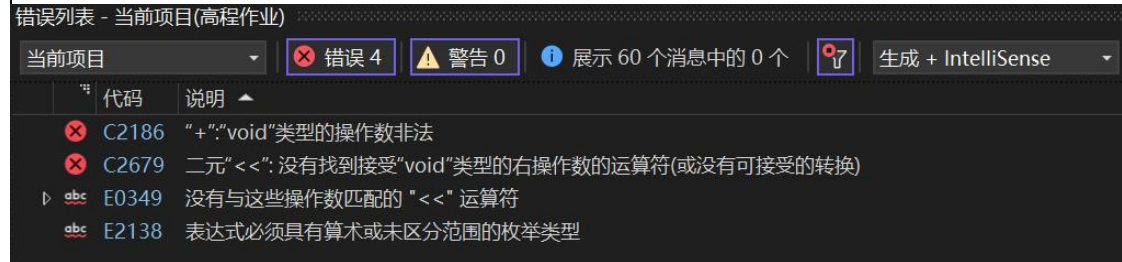 错误列表 - 当前项目(高程作业)
当前项目 错误 4 警告 0 展示 60 个消息中的 0 个 生成 + IntelliSense
代码 说明
C2186 “+”:“void”类型的操作数非法
C2679 二元“<<”: 没有找到接受“void”类型的右操作数的运算符(或没有可接受的转换)
abc E0349 没有与这些操作数匹配的 "<<" 运算符
abc E2138 表达式必须具有算术或未区分范围的枚举类型